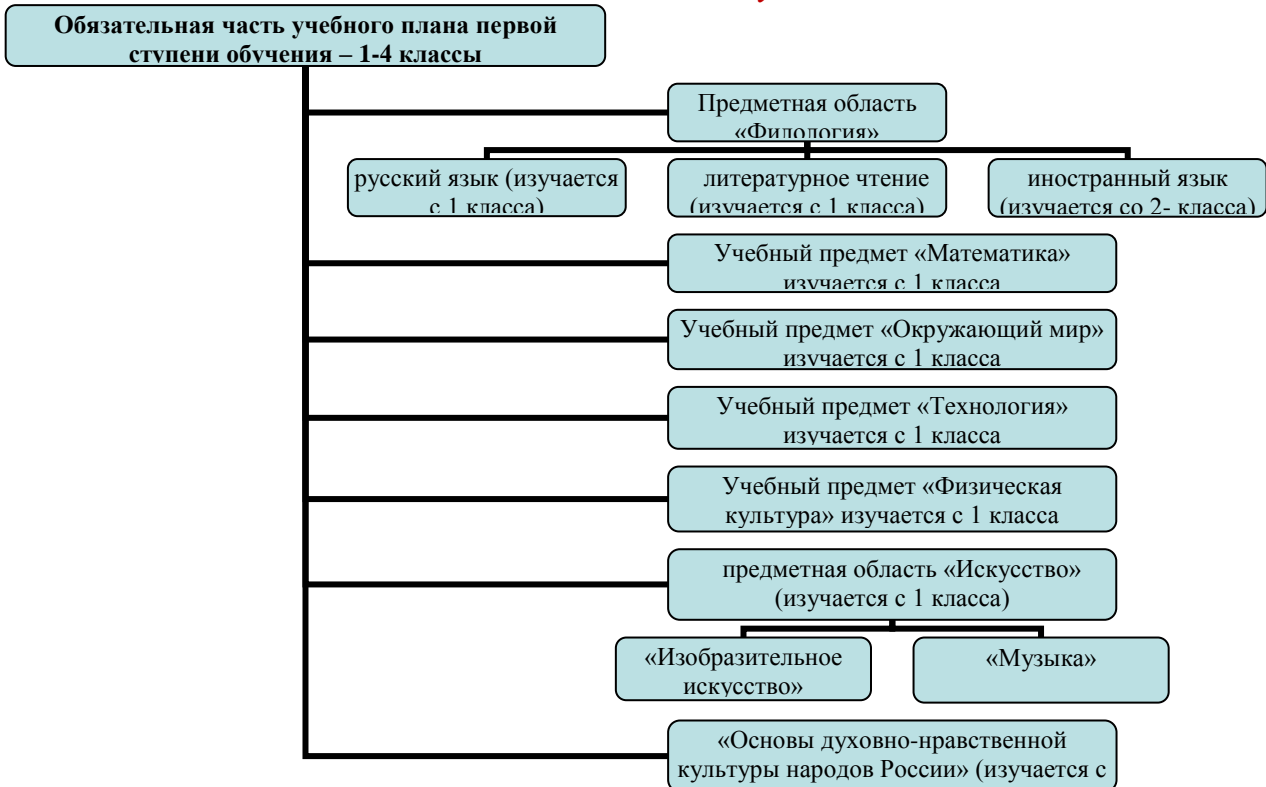 Обязательная часть учебного плана первой
ступени обучения – 1-4 классы
Предметная область
«Филология»
русский язык (изучается
с 1 класса)
литературное чтение
(изучается с 1 класса)
иностранный язык
(изучается со 2- класса)
Учебный предмет «Математика»
изучается с 1 класса
Учебный предмет «Окружающий мир»
изучается с 1 класса
Учебный предмет «Технология»
изучается с 1 класса
Учебный предмет «Физическая
культура» изучается с 1 класса
предметная область «Искусство»
(изучается с 1 класса)
«Изобразительное
искусство»
«Музыка»
«Основы духовно-нравственной
культуры народов России» (изучается с